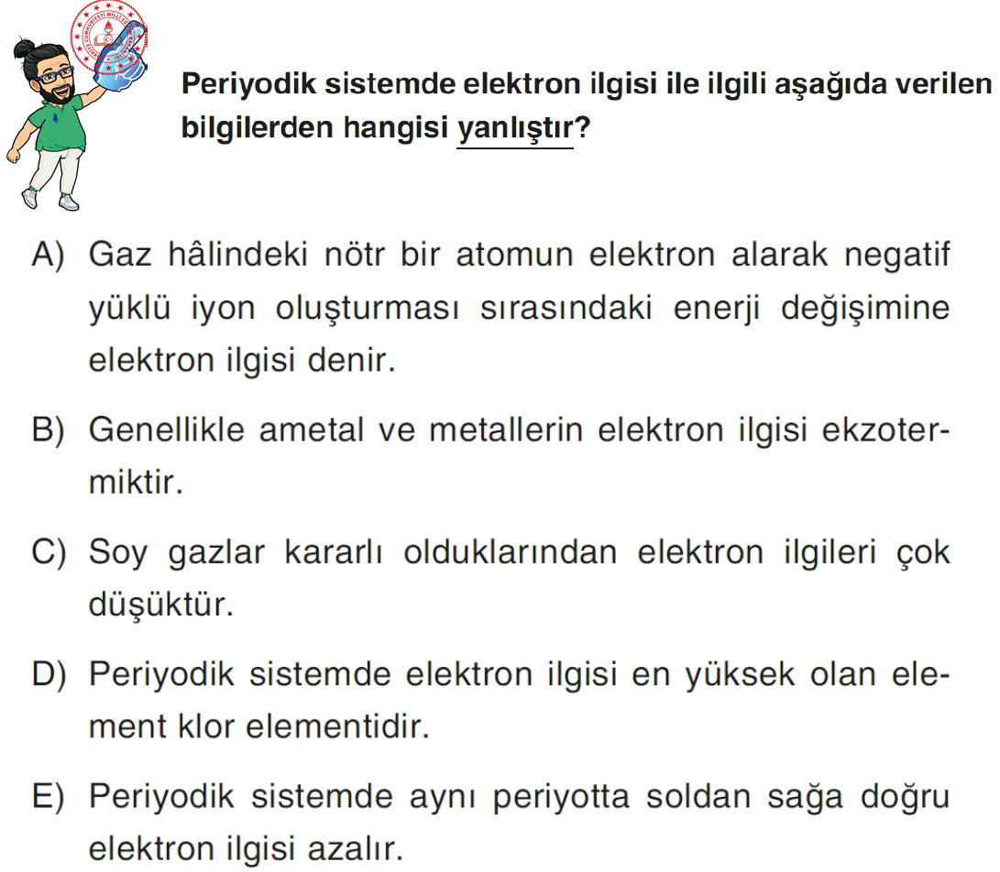 Periyodik sistemde elektron ilgisi ile ilgili aşağıda verilen
bilgilerden hangisi yanlıştır?
A) Gaz hâlindeki nötr bir atomun elektron alarak negatif
yüklü iyon oluşturması sırasındaki enerji değişimine
elektron ilgisi denir.
B) Genellikle ametal ve metallerin elektron ilgisi ekzoter-
miktir.
C) Soy gazlar kararlı olduklarından elektron ilgileri çok
düşüktür.
D) Periyodik sistemde elektron ilgisi en yüksek olan ele-
ment klor elementidir.
E) Periyodik sistemde aynı periyotta soldan sağa doğru
elektron ilgisi azalır.